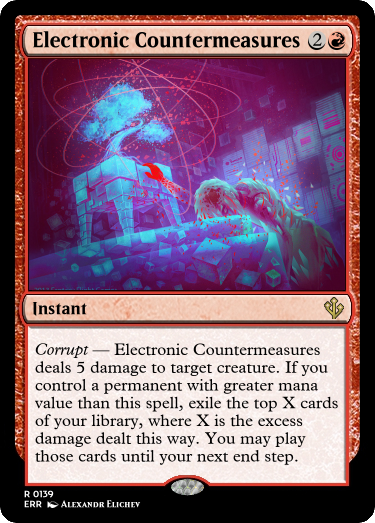 Electronic Countermeasures 2
Instant
Corrupt — Electronic Countermeasures
deals 5 damage to target creature. If you
control a permanent with greater mana
value than this spell, exile the top X cards
of your library, where X is the excess
damage dealt this way. You may play
those cards until your next end step.
R 0139
ERR Alexandr Elichev